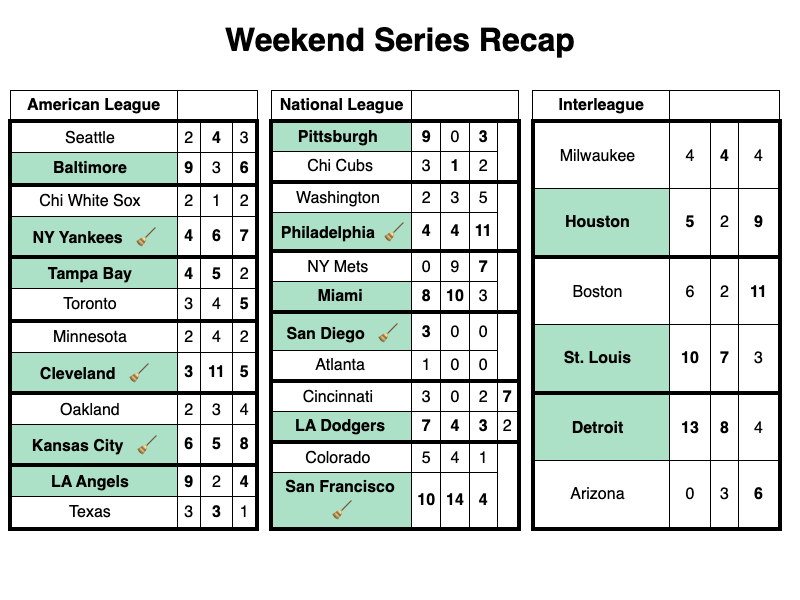 Weekend Series Recap
American League
Seattle 2 4 3
Baltimore 9 3 6
Chi White Sox 2 1 2
NY Yankees 4 6 7
Tampa Bay 4 5 2
Toronto 3 4 5
Minnesota 2 4 2
Cleveland 3 11 5
Oakland 2 3 4
Kansas City 6 5 8
LA Angels 9 2 4
Texas 3 3 1
National League
Pittsburgh 9 0 3
Chi Cubs 3 1 2
Washington 2 3 5
Philadelphia 4 4 11
NY Mets 0 9 7
Miami 8 10 3
San Diego 3 0 0
Atlanta 1 0 0
Cincinnati 3 0 2 7
LA Dodgers 7 4 3 2
Colorado 5 4 1
San Francisco 10 14 4
Interleague
Milwaukee 4 4 4
Houston 5 2 9
Boston 6 2 11
St. Louis 10 7 3
Detroit 13 8 4
Arizona 0 3 6